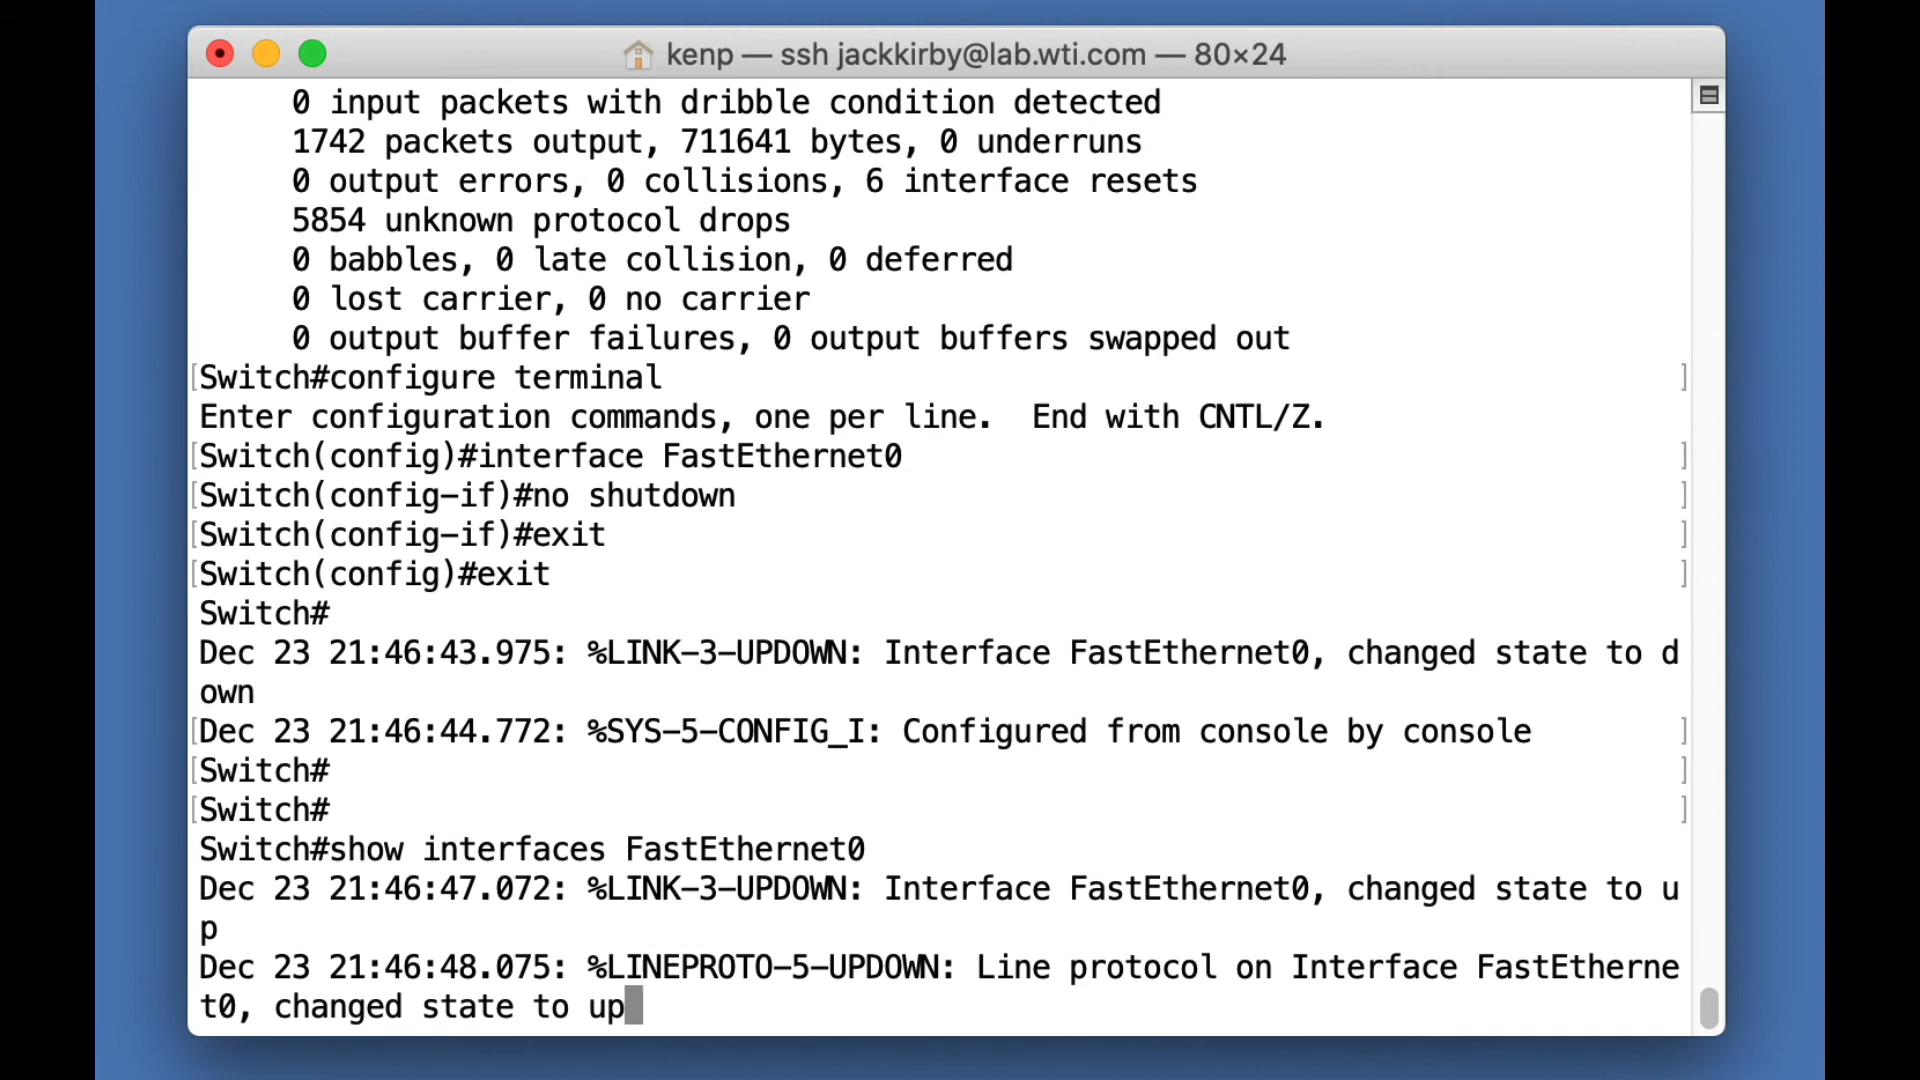 kenp — ssh jackkirby@lab.wti.com — 80×24
0 input packets with dribble condition detected
1742 packets output, 711641 bytes, 0 underruns
0 output errors, 0 collisions, 6 interface resets
5854 unknown protocol drops
0 babbles, 0 late collision, 0 deferred
0 lost carrier, 0 no carrier
0 output buffer failures, 0 output buffers swapped out
[Switch#configure terminal ]
Enter configuration commands, one per line.  End with CNTL/Z.
[Switch(config)#interface FastEthernet0 ]
[Switch(config-if)#no shutdown ]
[Switch(config-if)#exit ]
[Switch(config)#exit ]
Switch#
Dec 23 21:46:43.975: %LINK-3-UPDOWN: Interface FastEthernet0, changed state to d
own
[Dec 23 21:46:44.772: %SYS-5-CONFIG_I: Configured from console by console ]
[Switch# ]
[Switch# ]
Switch#show interfaces FastEthernet0
Dec 23 21:46:47.072: %LINK-3-UPDOWN: Interface FastEthernet0, changed state to u
p
Dec 23 21:46:48.075: %LINEPROTO-5-UPDOWN: Line protocol on Interface FastEtherne
t0, changed state to up